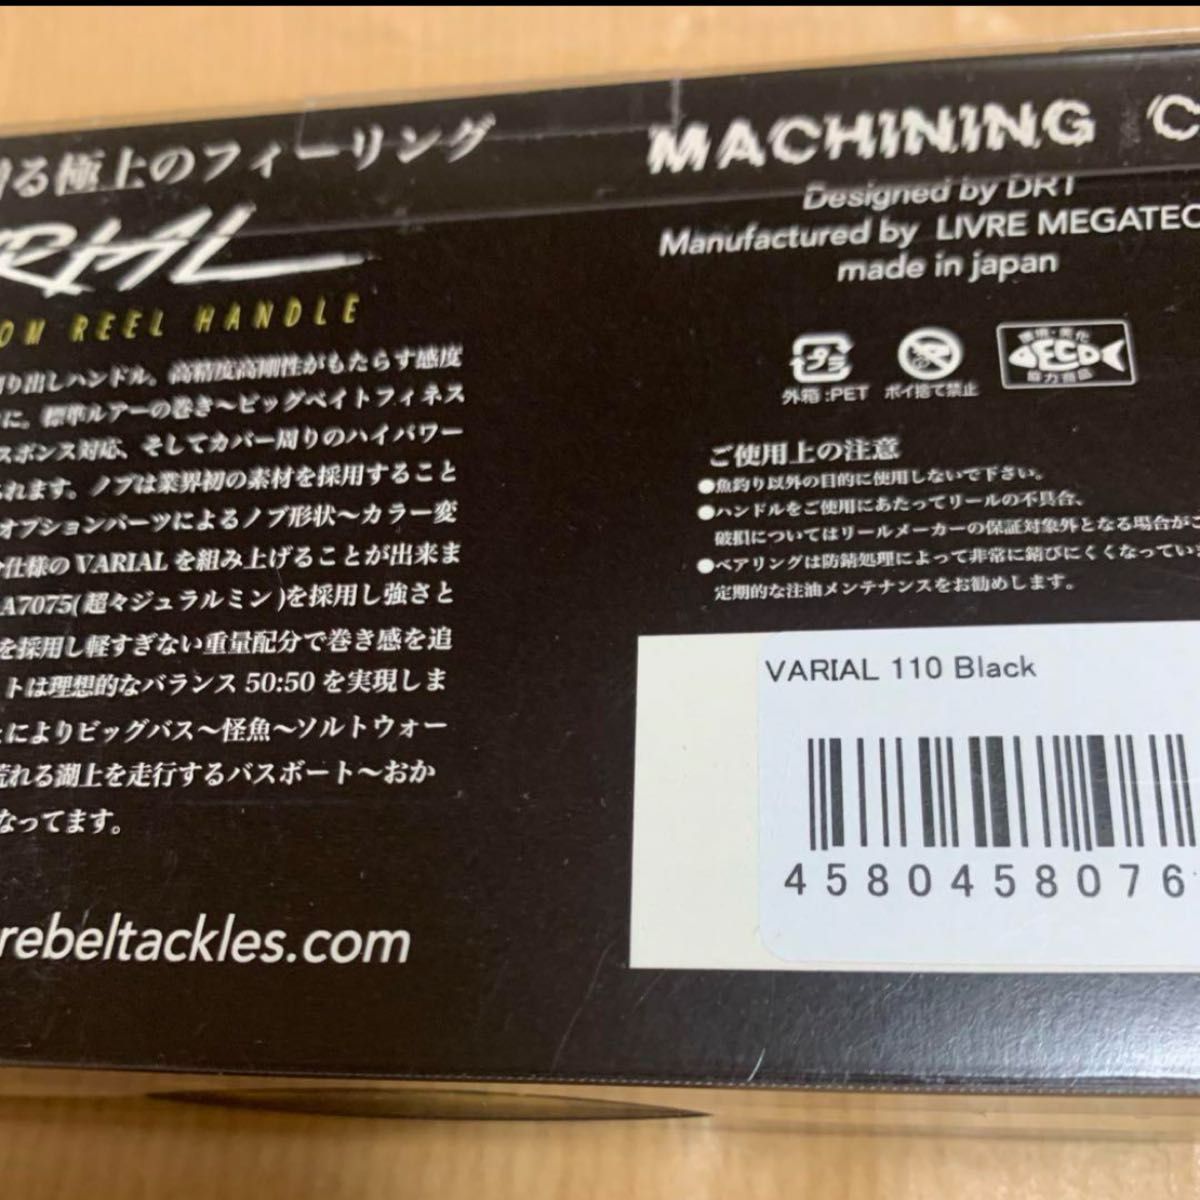 る極上のフィーリング
RIAL
OM REEL HANDLE
り出しハンドル。高精度高剛性がもたらす感度
に。標準ルアーの巻き～ビッグベイトフィネス
スポンス対応、そしてカバー周りのハイパワー
れます。ノブは業界初の素材を採用すること
オプションパーツによるノブ形状～カラー変
仕様のVARIALを組み上げることが出来ま
A7075(超々ジュラルミン)を採用し強さと
を採用し軽すぎない重量配分で巻き感を追
トは理想的なバランス50:50を実現しま
によりビッグバス～怪魚～ソルトウォー
荒れる湖上を走行するバスボート～おか
なってます。
rebeltackles.com
MACHINING C
Designed by DRT
Manufactured by LIVRE MEGATEC
made in japan
プラ
外箱:PET
ポイ捨て禁止
環境・美化
ECO
協力商品
ご使用上の注意
●魚釣り以外の目的に使用しないで下さい。
●ハンドルをご使用にあたってリールの不具合、
破損についてはリールメーカーの保証対象外となる場合がご
●ベアリングは防錆処理によって非常に錆びにくくなっていま
定期的な注油メンテナンスをお勧めします。
VARIAL 110 Black
4580458076